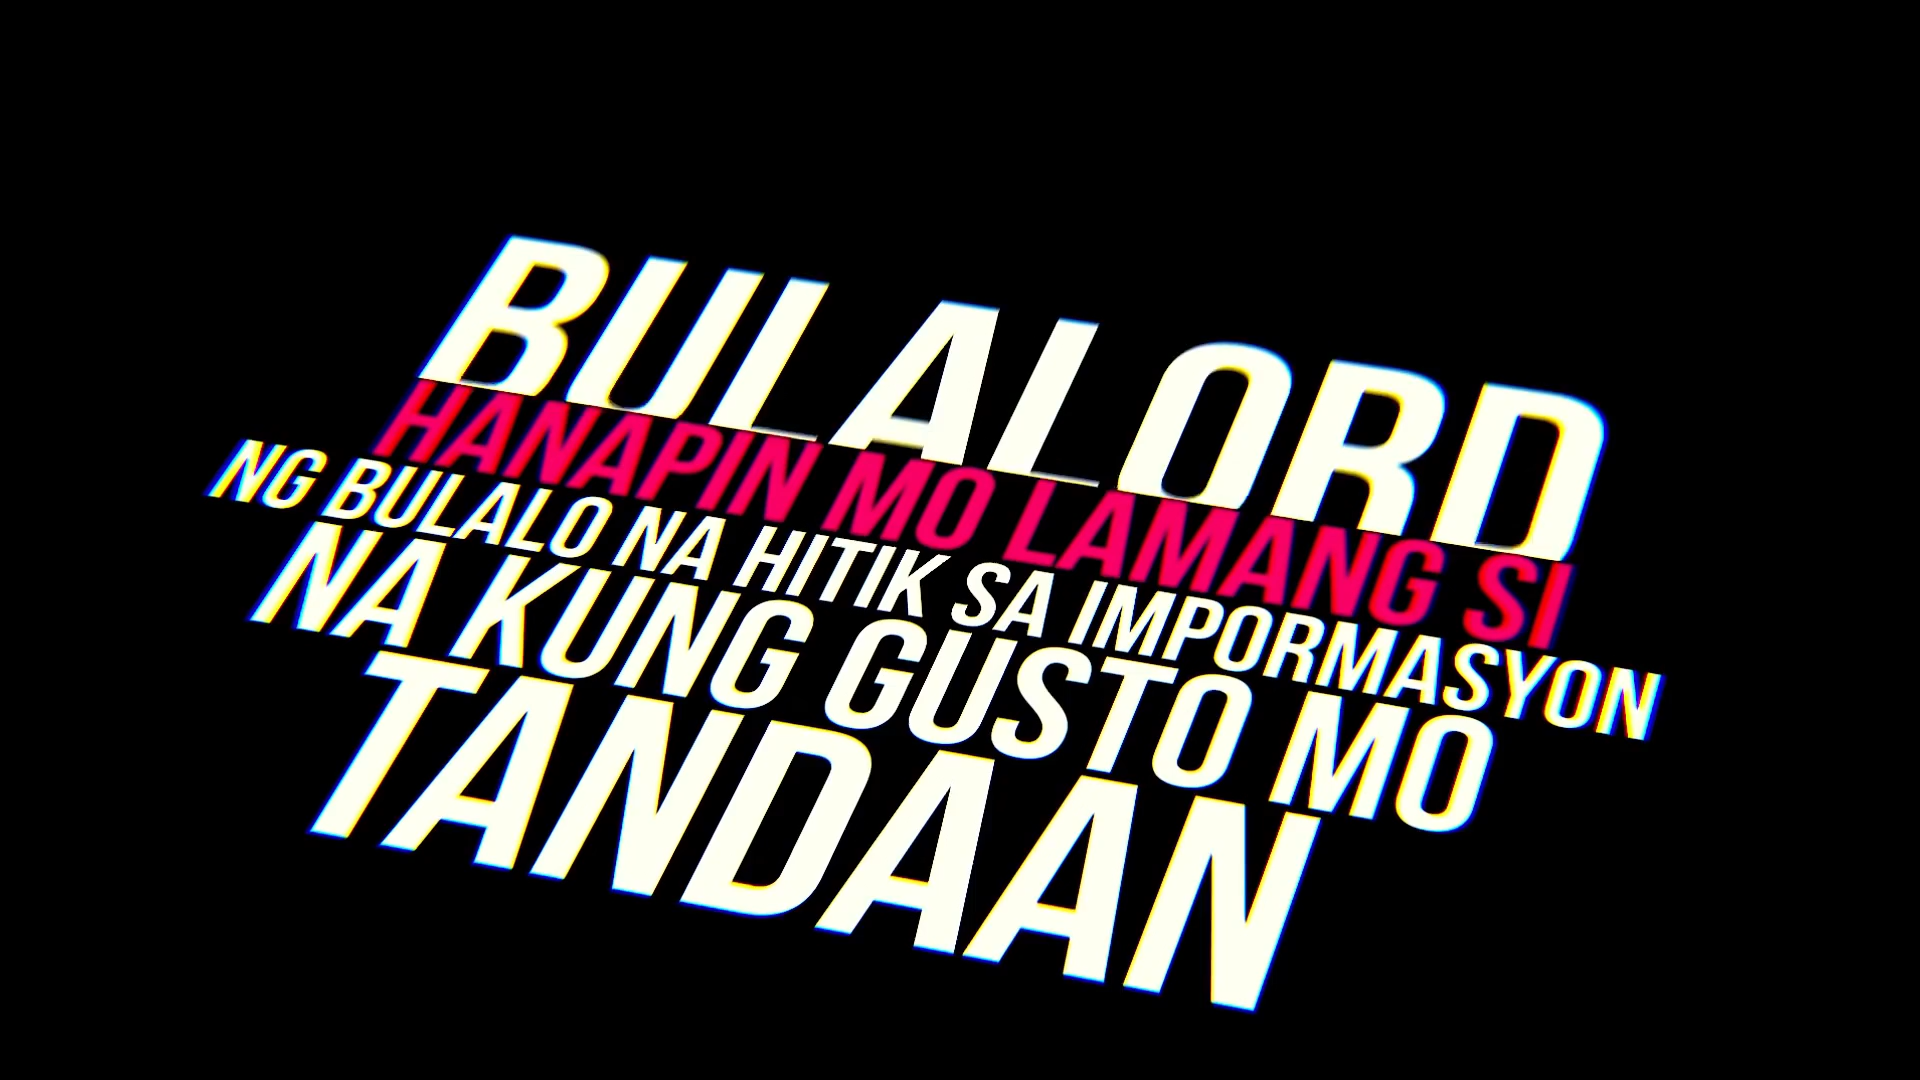 BULALORD
HANAPIN MO LAMANG SI
NG BULALO NA HITIK SA IMPORMASYON
NA KUNG GUSTO MO
TANDAAN